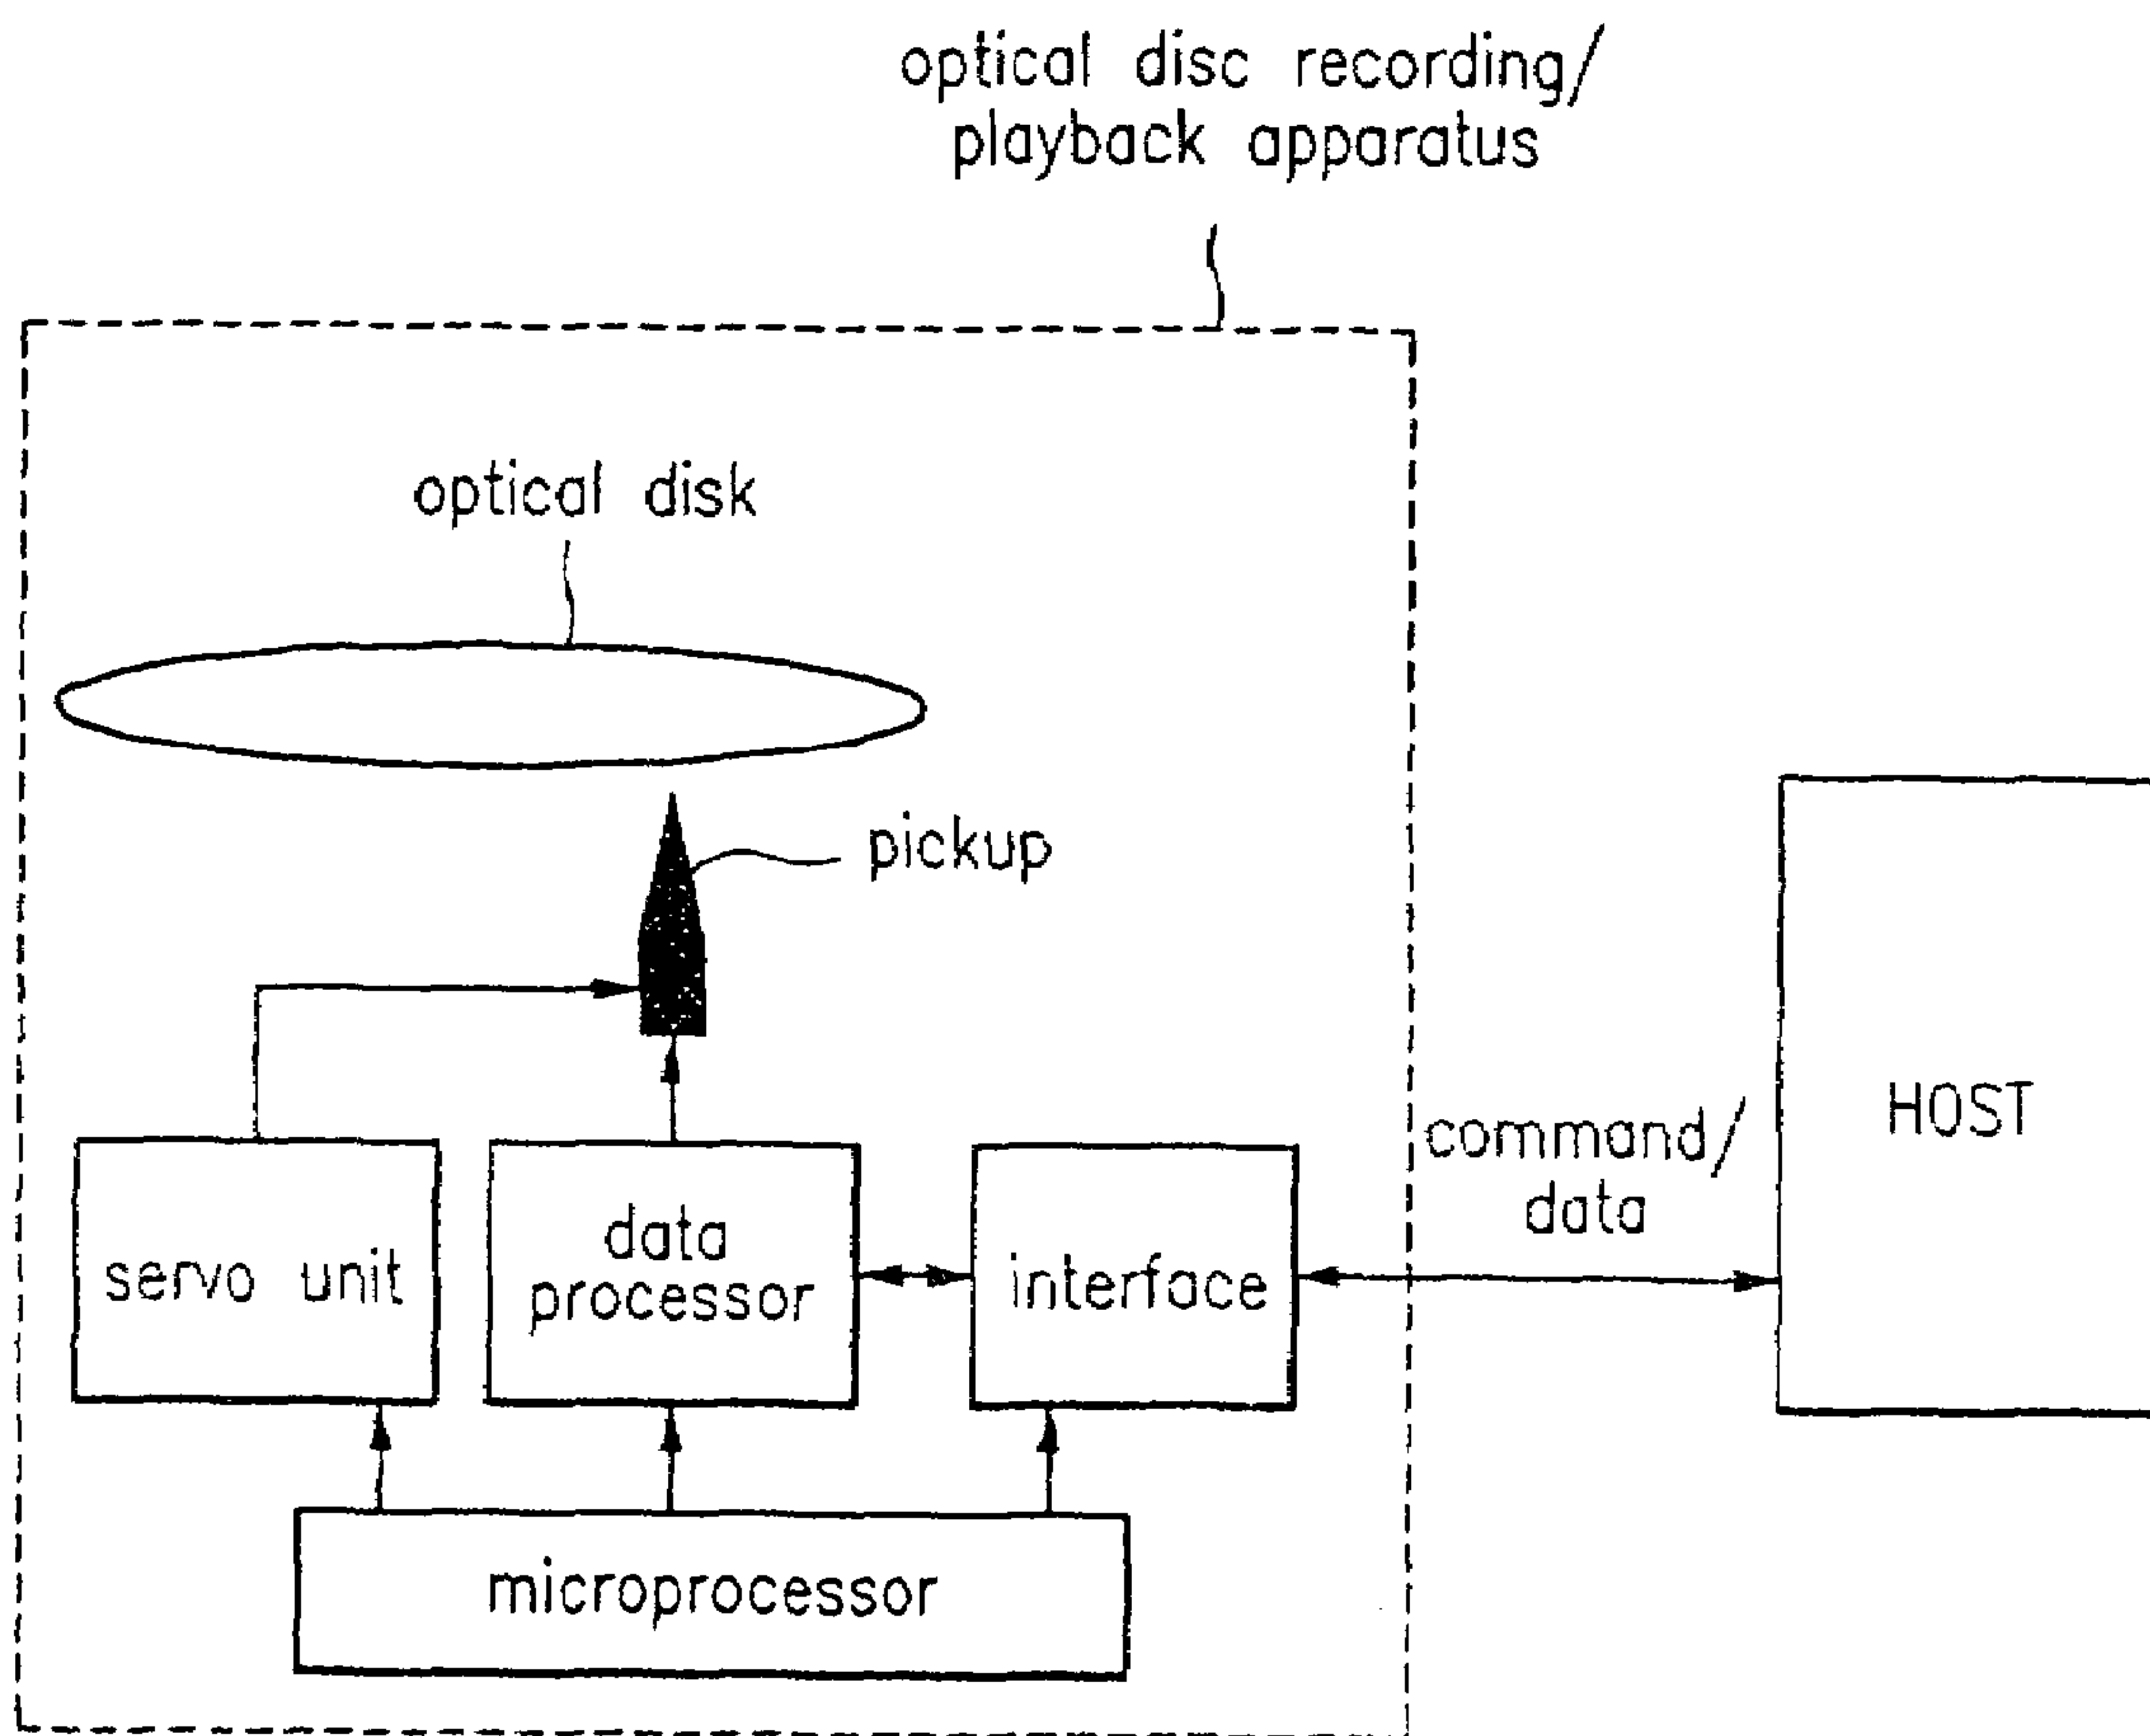 optical disc recording/
playback apparatus
optical disk
pickup
HOST
command/
data
servo unit
data
processor
interface
microprocessor